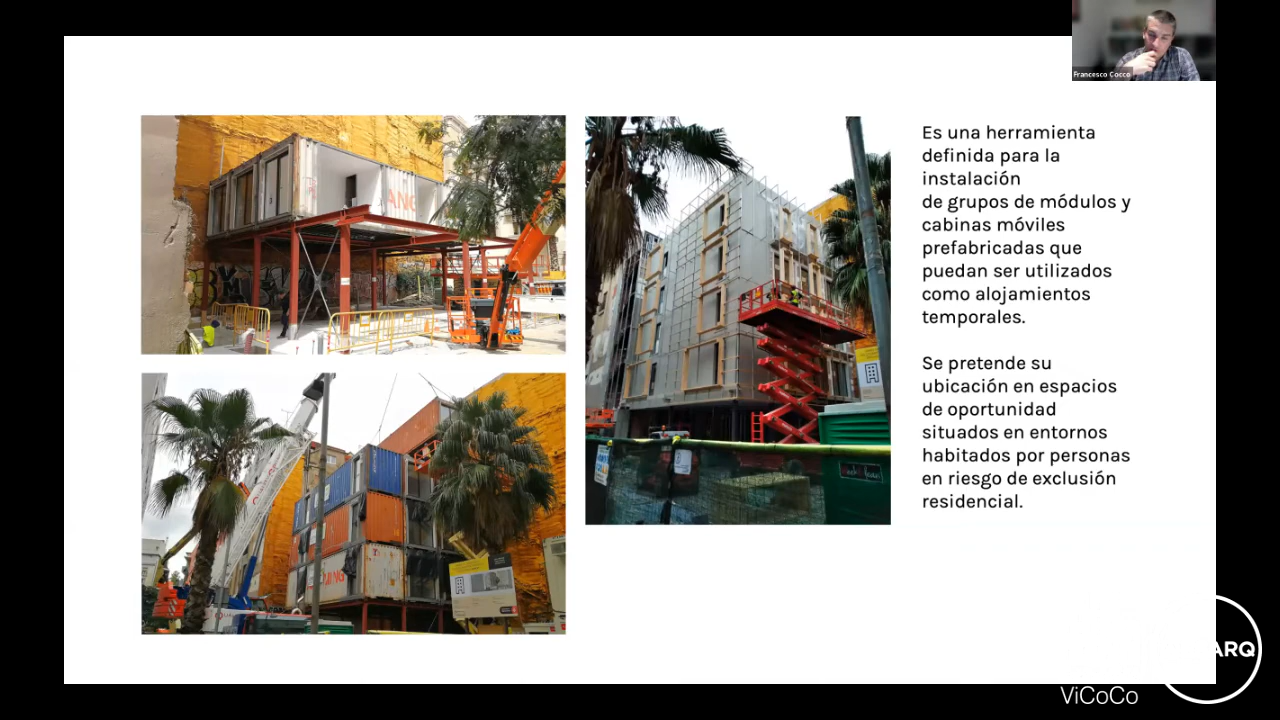 Francesco Cocco
Es una herramienta
definida para la
instalación
de grupos de módulos y
cabinas móviles
prefabricadas que
puedan ser utilizados
como alojamientos
temporales.
Se pretende su
ubicación en espacios
de oportunidad
situados en entornos
habitados por personas
en riesgo de exclusión
residencial.
ARQ
ViCoCo